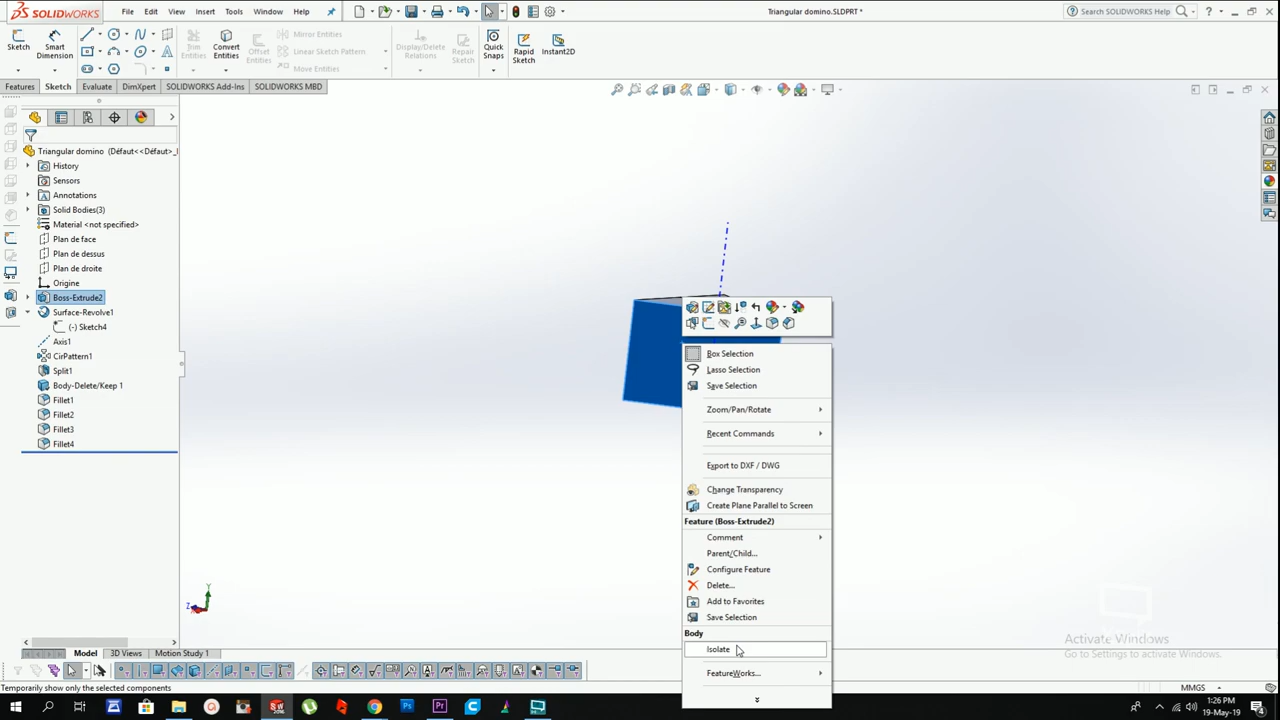 SOLIDWORKS
File Edit View Insert Tools Window Help
Triangular domino.SLDPRT
Search SOLIDWORKS Help
Sketch
Smart Dimension
Trim Entities
Convert Entities
Offset Entities
Mirror Entities
Linear Sketch Pattern
Move Entities
Display/Delete Relations
Repair Sketch
Quick Snaps
Rapid Sketch
Instant2D
Features Sketch Evaluate DimXpert SOLIDWORKS Add-Ins SOLIDWORKS MBD
Triangular domino (Défaut<<Défaut>_
History
Sensors
Annotations
Solid Bodies(3)
Material <not specified>
Plan de face
Plan de dessus
Plan de droite
Origine
Boss-Extrude2
Surface-Revolve1
(-) Sketch4
Axis1
CirPattern1
Split1
Body-Delete/Keep 1
Fillet1
Fillet2
Fillet3
Fillet4
Box Selection
Lasso Selection
Save Selection
Zoom/Pan/Rotate
Recent Commands
Export to DXF / DWG
Change Transparency
Create Plane Parallel to Screen
Feature (Boss-Extrude2)
Comment
Parent/Child...
Configure Feature
Delete...
Add to Favorites
Save Selection
Body
Isolate
FeatureWorks...
Y
Z
Activate Windows
Go to Settings to activate Windows.
Model 3D Views Motion Study 1
Temporarily show only the selected components
MMGS
1:26 PM
19-May-19